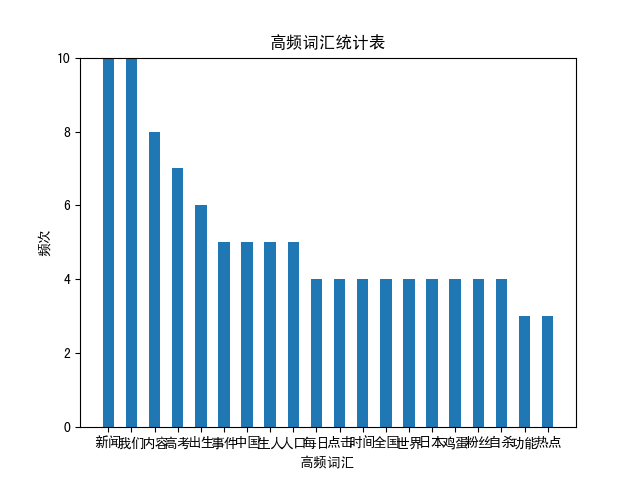 高频词汇统计表
10
8
6
4
2
0
频次
新闻 我们 内容 高考 出生 事件 中国 生人 人口 每日 点击 时间 全国 世界 日本 鸡蛋 粉丝 自杀 功能 热点
高频词汇